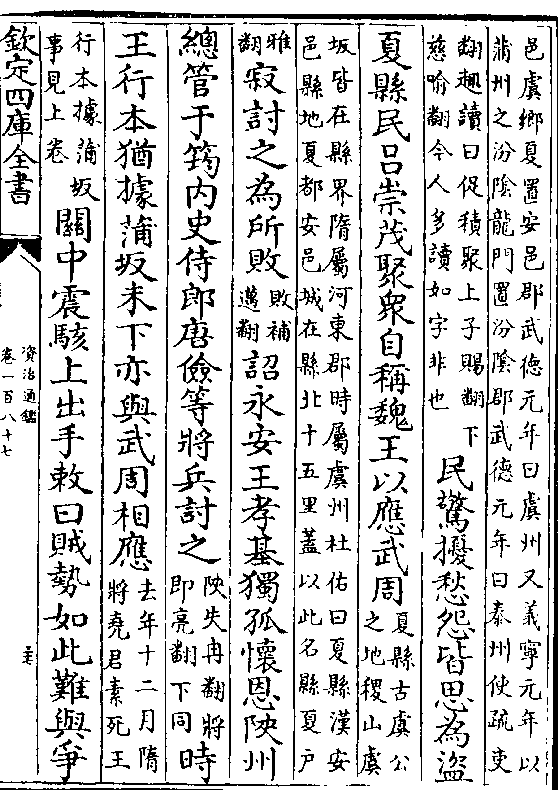 邑虞鄉夏置安邑郡武德元年曰虞州又義寧元年以
蒲州之汾陰龍門置汾陰郡武德元年曰泰州使疏吏
翻趣讀曰促積聚上子賜翻下
慈喻翻今人多讀如字非也
民驚擾愁怨皆思為盜
夏縣民呂崇茂聚衆自稱魏王以應武周
夏縣古虞公
之地稷山虞
坂皆在縣界隋屬河東郡時屬虞州杜佑曰夏縣漢安
邑縣地夏都安邑城在縣北十五里蓋以此名縣夏戶
雅
翻
寂討之為所敗
敗補
邁翻
詔永安王孝基獨孤懷恩陜州
總管于筠内史侍郎唐儉等將兵討之
陜失冉翻將
即亮翻下同
時
王行本猶據蒲坂未下亦與武周相應
去年十二月隋
將堯君素死王
行本據蒲坂
事見上卷
關中震駭上出手敕曰賊勢如此難與爭
欽定四庫全書
資治通鑑
卷一百八十七